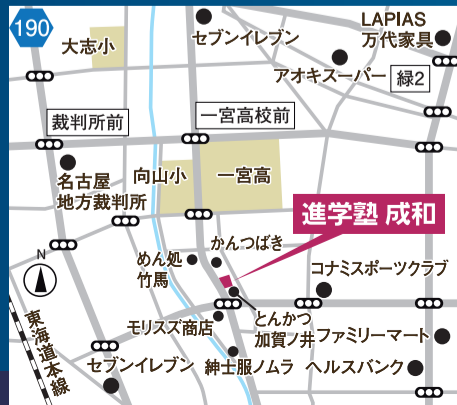 190
大志小
セブンイレブン
LAPIAS
万代家具
アオキスーパー
緑2
裁判所前
一宮高校前
名古屋
地方裁判所
向山小
一宮高
進学塾 成和
かんつばき
めん処
竹馬
コナミスポーツクラブ
N
とんかつ
加賀ノ井
モリスズ商店
ファミリーマート
東海道本線
セブンイレブン
紳士服ノムラ
ヘルスバンク